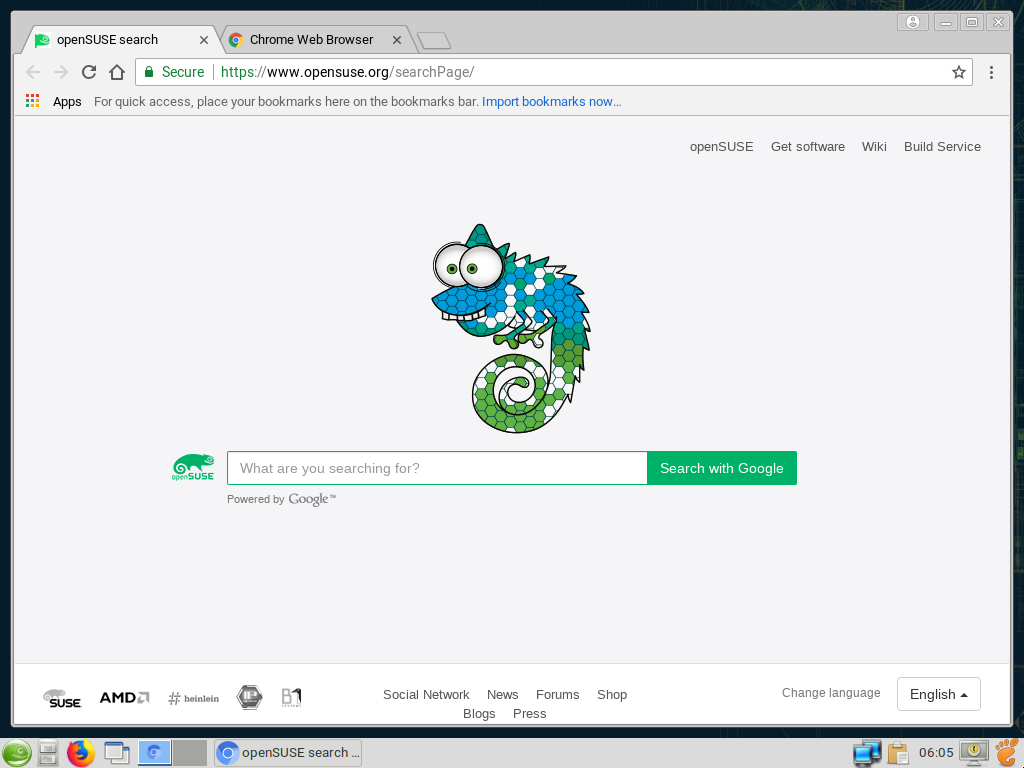 openSUSE search
Chrome Web Browser
Secure https://www.opensuse.org/searchPage/
Apps For quick access, place your bookmarks here on the bookmarks bar. Import bookmarks now...
openSUSE Get software Wiki Build Service
openSUSE What are you searching for? Search with Google
Powered by Google™
SUSE AMD # heinlein B1
Social Network News Forums Shop
Blogs Press
Change language English
openSUSE search ... 06:05